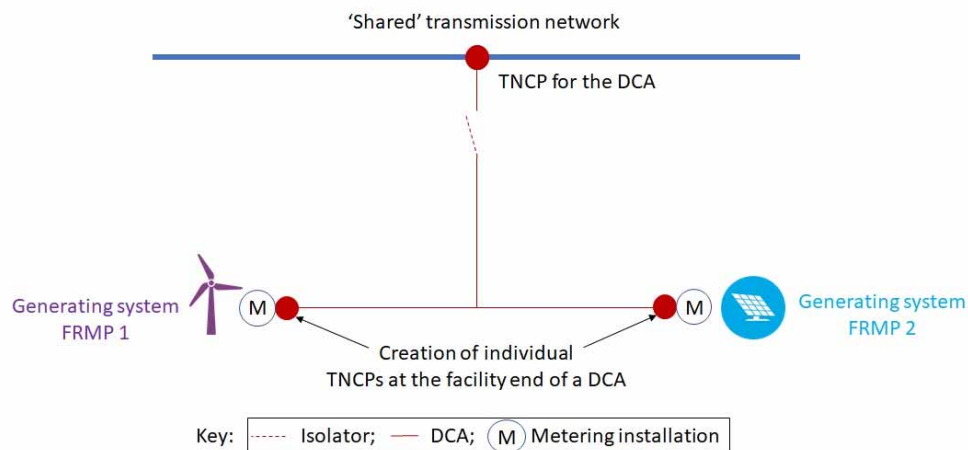 ‘Shared’ transmission network
TNCP for the DCA
Generating system
FRMP 1
M
M
Generating system
FRMP 2
Creation of individual
TNCPs at the facility end of a DCA
Key: Isolator; DCA; M Metering installation